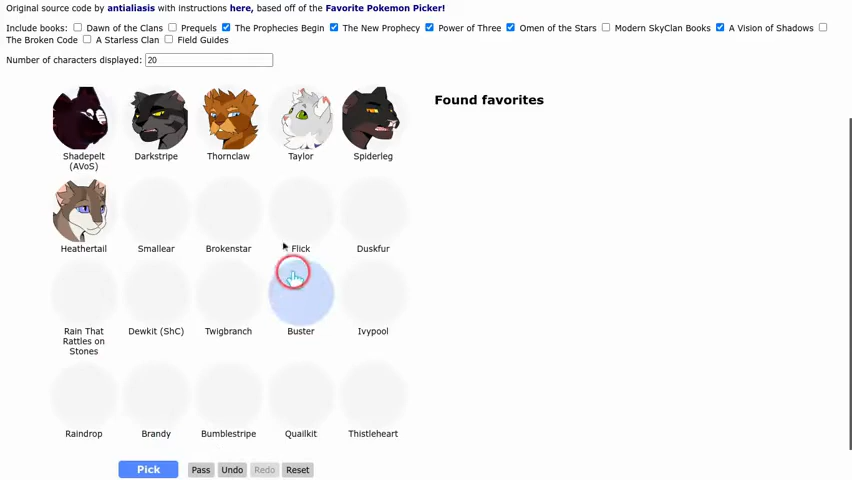 Original source code by antialiasis with instructions here, based off of the Favorite Pokemon Picker!
Include books: Dawn of the Clans Prequels The Prophecies Begin The New Prophecy Power of Three Omen of the Stars Modern SkyClan Books A Vision of Shadows
The Broken Code A Starless Clan Field Guides
Number of characters displayed: 20
Found favorites
Shadepelt (AVoS) Darkstripe Thornclaw Taylor Spiderleg
Heathertail Smallear Brokenstar Flick Duskfur
Rain That Rattles on Stones Dewkit (ShC) Twigbranch Buster Ivypool
Raindrop Brandy Bumblestripe Quailkit Thistleheart
Pick Pass Undo Redo Reset